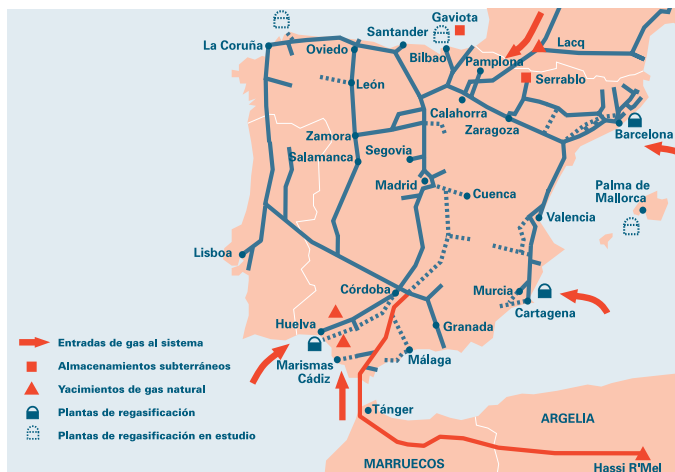 Gaviota
Santander
La Coruña
Oviedo
Bilbao
Lacq
Pamplona
León
Serrablo
Calahorra
Zaragoza
Barcelona
Zamora
Segovia
Salamanca
Madrid
Cuenca
Palma de
Mallorca
Valencia
Lisboa
Córdoba
Murcia
Cartagena
Huelva
Granada
Marismas
Cádiz
Málaga
Tánger
ARGELIA
MARRUECOS
Hassi R'Mel
Entradas de gas al sistema
Almacenamientos subterráneos
Yacimientos de gas natural
Plantas de regasificación
Plantas de regasificación en estudio